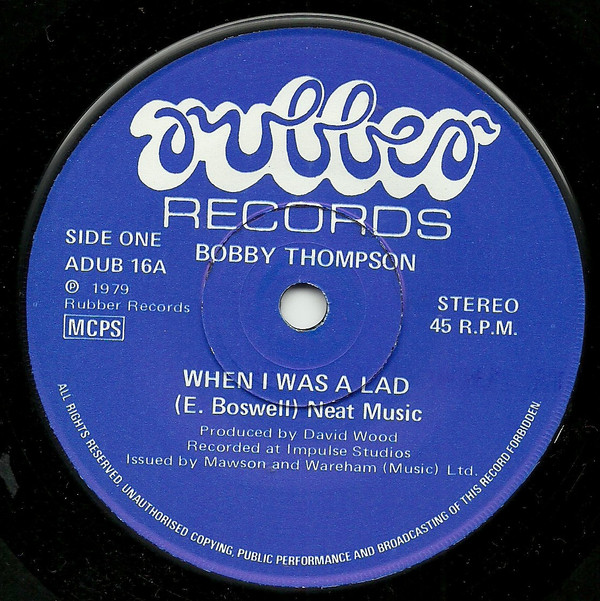 rubber
RECORDS
BOBBY THOMPSON
SIDE ONE
ADUB 16A
℗ 1979
Rubber Records
MCPS
STEREO
45 R.P.M.
WHEN I WAS A LAD
(E. Boswell) Neat Music
Produced by David Wood
Recorded at Impulse Studios
Issued by Mawson and Wareham (Music) Ltd.
ALL RIGHTS RESERVED. UNAUTHORISED COPYING, PUBLIC PERFORMANCE AND BROADCASTING OF THIS RECORD FORBIDDEN.